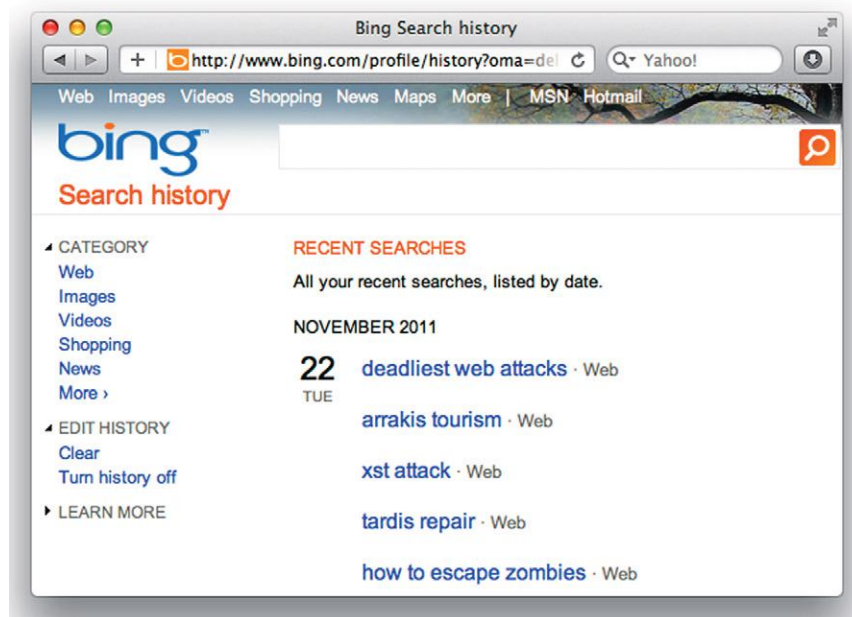 Bing Search history
http://www.bing.com/profile/history?oma=del
Yahoo!
Web Images Videos Shopping News Maps More | MSN Hotmail
bing™
Search history
CATEGORY
Web
Images
Videos
Shopping
News
More ›
EDIT HISTORY
Clear
Turn history off
LEARN MORE
RECENT SEARCHES
All your recent searches, listed by date.
NOVEMBER 2011
22 deadliest web attacks · Web
TUE
arrakis tourism · Web
xst attack · Web
tardis repair · Web
how to escape zombies · Web